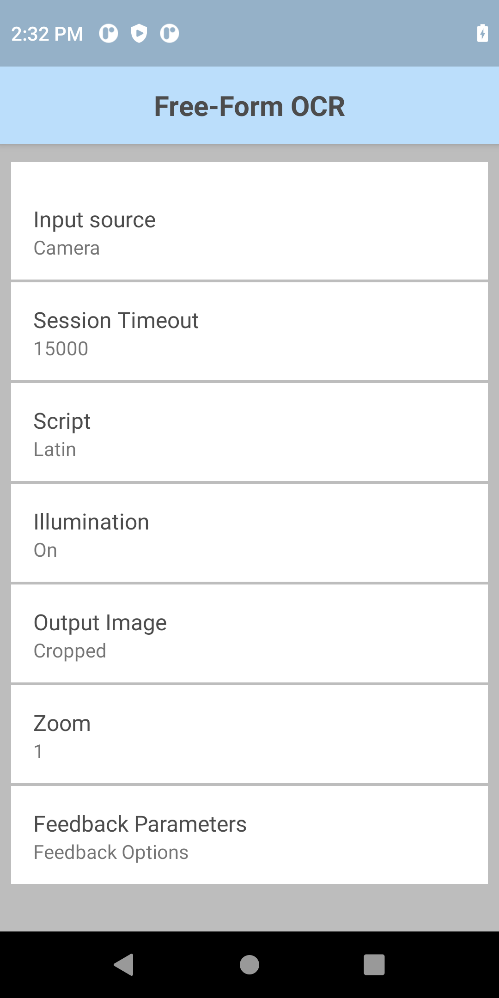 2:32 PM
Free-Form OCR
Input source
Camera
Session Timeout
15000
Script
Latin
Illumination
On
Output Image
Cropped
Zoom
1
Feedback Parameters
Feedback Options